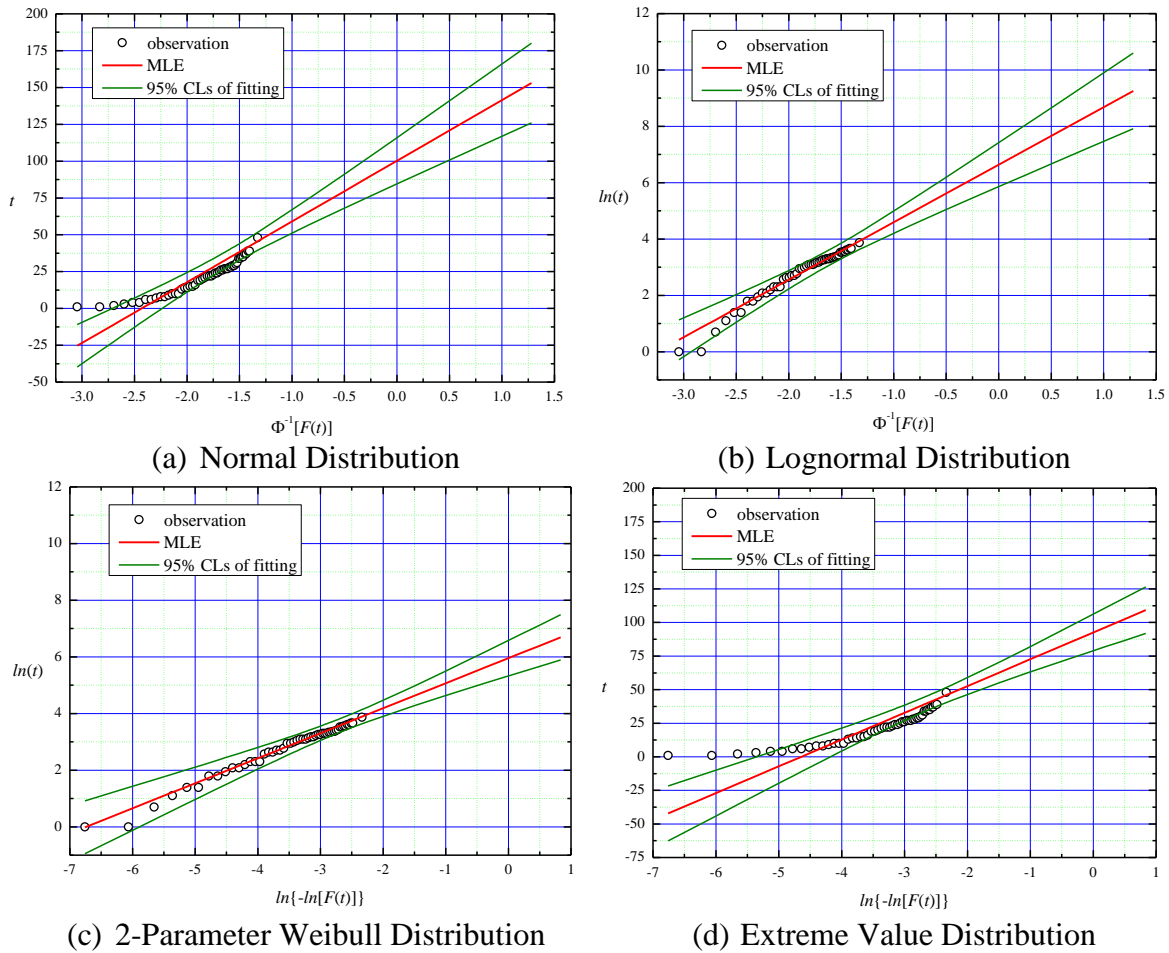 200
175
150
125
100
75
50
25
0
-25
-50
t
observation
MLE
95% CLs of fitting
-3.0 -2.5 -2.0 -1.5 -1.0 -0.5 0.0 0.5 1.0 1.5
Φ⁻¹[F(t)]
(a) Normal Distribution
12
10
8
6
4
2
0
ln(t)
observation
MLE
95% CLs of fitting
-3.0 -2.5 -2.0 -1.5 -1.0 -0.5 0.0 0.5 1.0 1.5
Φ⁻¹[F(t)]
(b) Lognormal Distribution
12
10
8
6
4
2
0
ln(t)
observation
MLE
95% CLs of fitting
-7 -6 -5 -4 -3 -2 -1 0 1
ln{-ln[F(t)]}
(c) 2-Parameter Weibull Distribution
200
175
150
125
100
75
50
25
0
-25
-50
-75
t
observation
MLE
95% CLs of fitting
-7 -6 -5 -4 -3 -2 -1 0 1
ln{-ln[F(t)]}
(d) Extreme Value Distribution